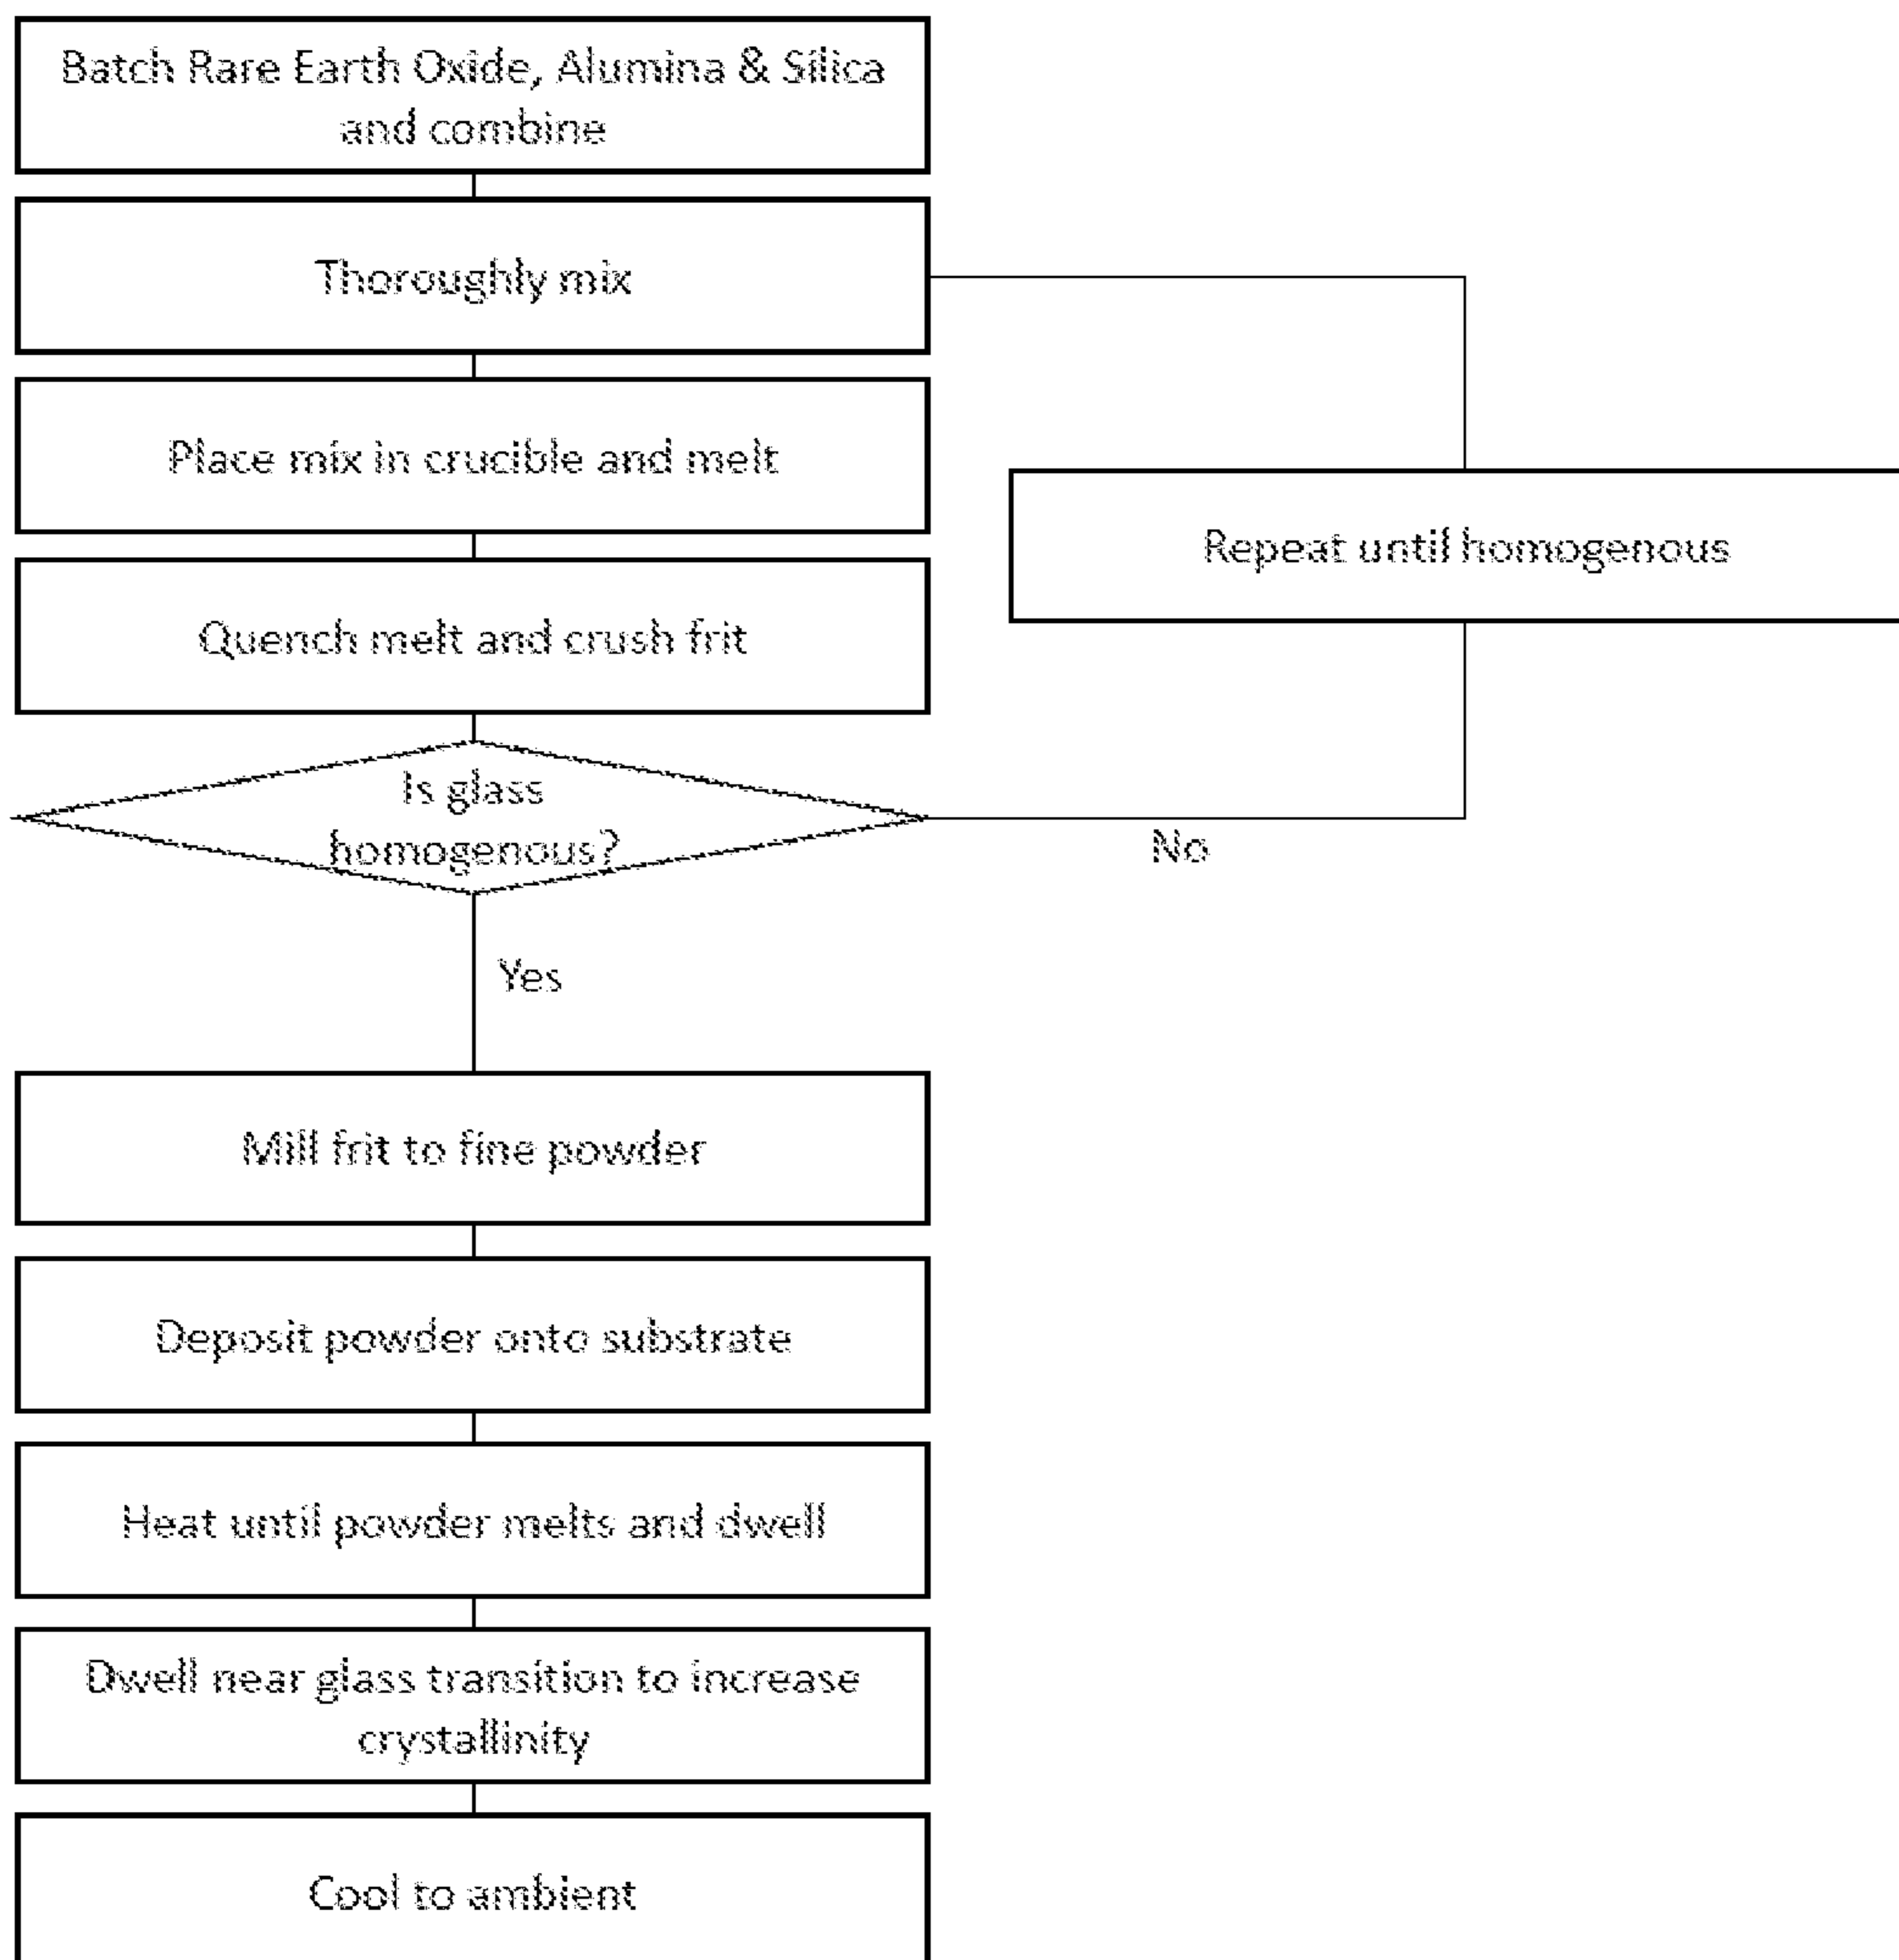 Batch Rare Earth Oxide, Alumina & Silica
and combine
Thoroughly mix
Place mix in crucible and melt
Repeat until homogenous
Quench melt and crush frit
Is glass
homogenous?
No
Yes
Mill frit to fine powder
Deposit powder onto substrate
Heat until powder melts and dwell
Dwell near glass transition to increase
crystallinity
Cool to ambient